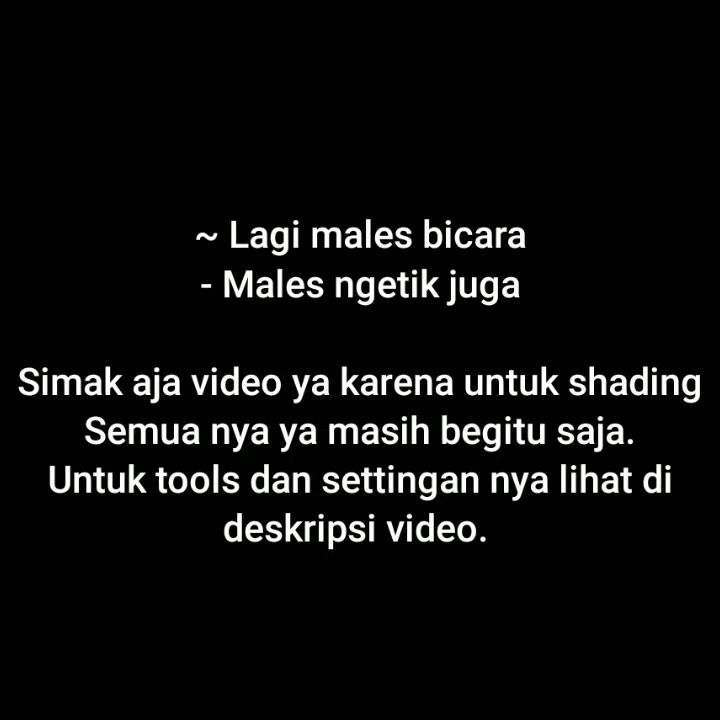 ~ Lagi males bicara
- Males ngetik juga
Simak aja video ya karena untuk shading
Semua nya ya masih begitu saja.
Untuk tools dan settingan nya lihat di
deskripsi video.